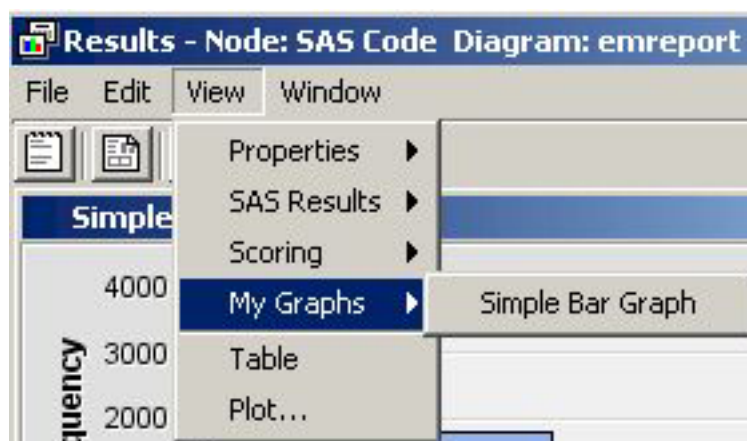 Results - Node: SAS Code Diagram: emreport
File Edit View Window
Properties
SAS Results
Simple
Scoring
4000
My Graphs Simple Bar Graph
3000
Table
2000
Plot...